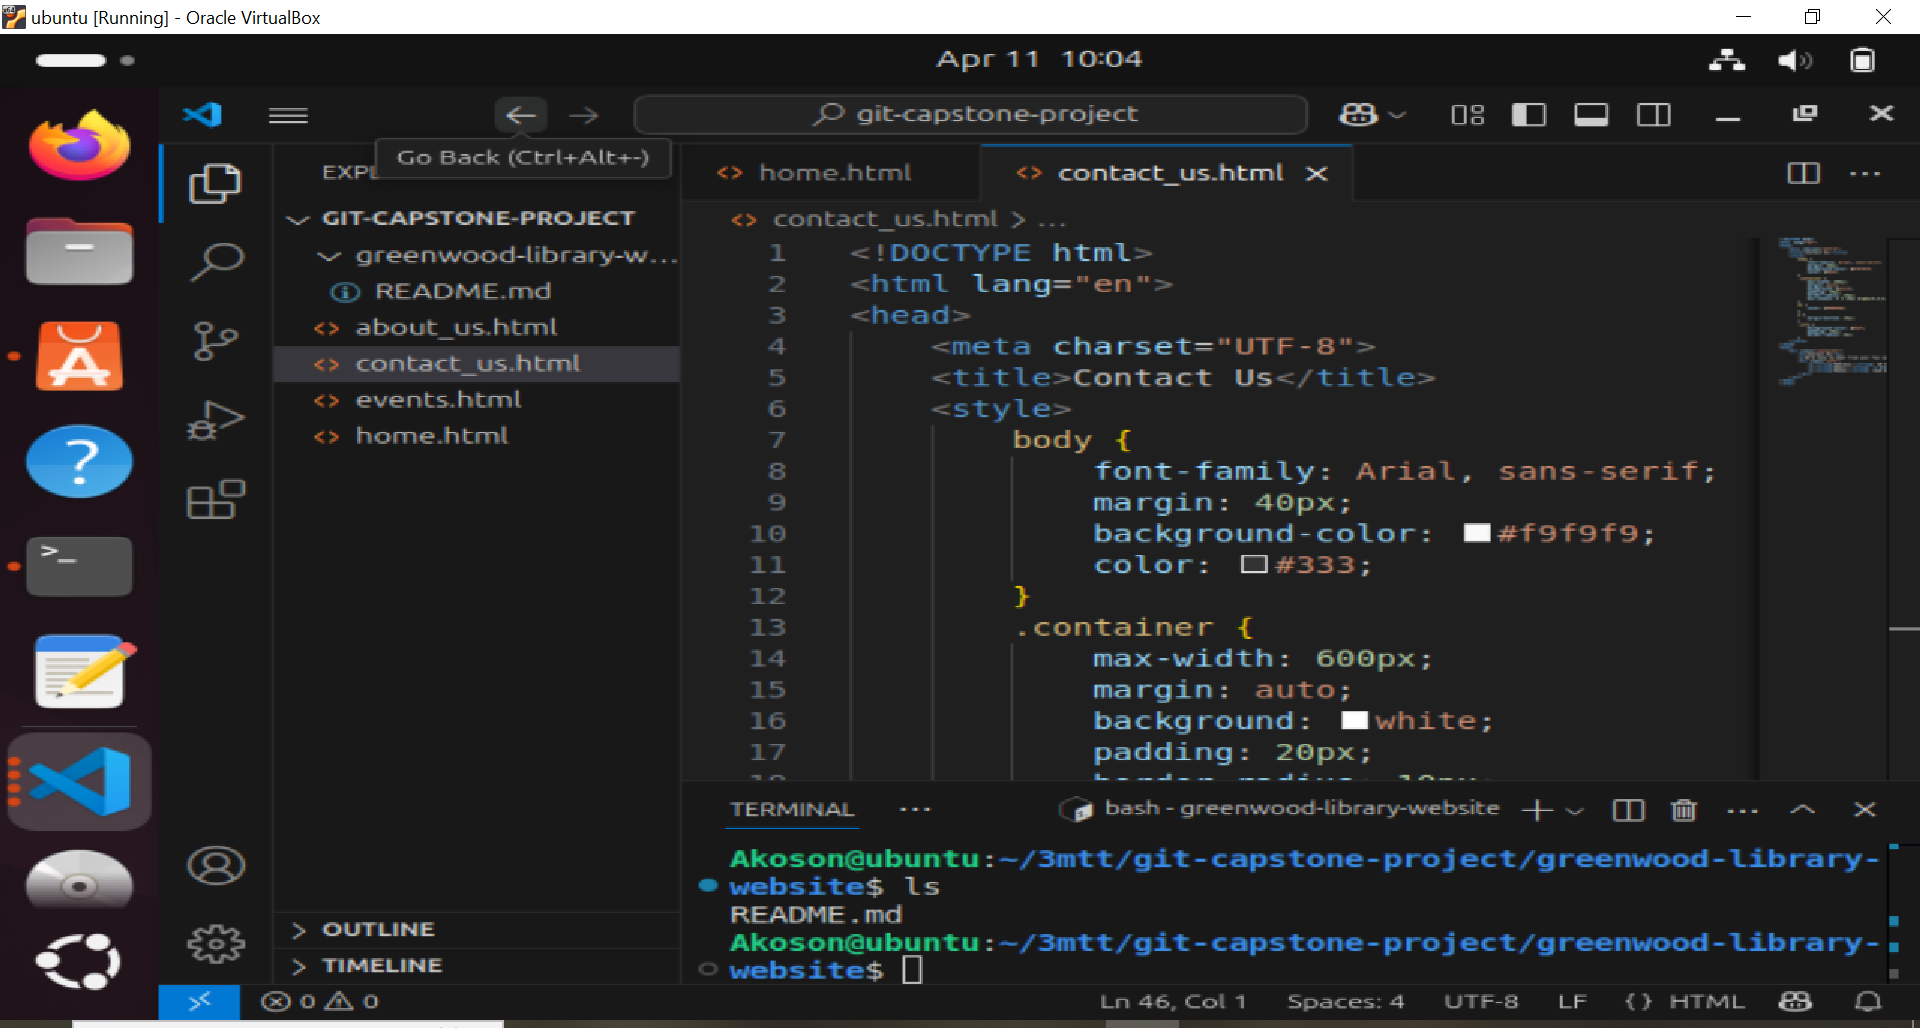 ubuntu [Running] - Oracle VirtualBox
Apr 11 10:04
git-capstone-project
Go Back (Ctrl+Alt+-)
EXPL
GIT-CAPSTONE-PROJECT
greenwood-library-w...
README.md
about_us.html
contact_us.html
events.html
home.html
OUTLINE
TIMELINE
home.html
contact_us.html
contact_us.html > ...
1 <!DOCTYPE html>
2 <html lang="en">
3 <head>
4 <meta charset="UTF-8">
5 <title>Contact Us</title>
6 <style>
7 body {
8 font-family: Arial, sans-serif;
9 margin: 40px;
10 background-color: #f9f9f9;
11 color: #333;
12 }
13 .container {
14 max-width: 600px;
15 margin: auto;
16 background: white;
17 padding: 20px;
TERMINAL ...
bash - greenwood-library-website
Akoson@ubuntu:~/3mtt/git-capstone-project/greenwood-library-
website$ ls
README.md
Akoson@ubuntu:~/3mtt/git-capstone-project/greenwood-library-
website$
0 0
Ln 46, Col 1 Spaces: 4 UTF-8 LF {} HTML